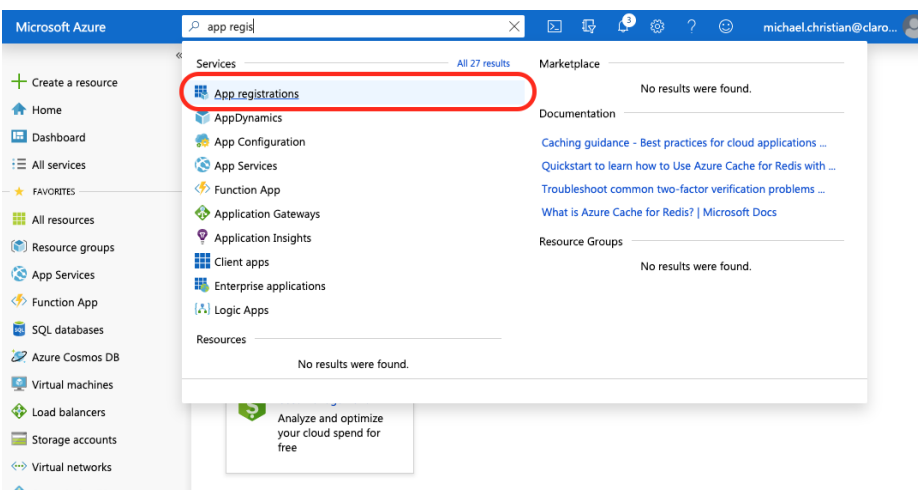 Microsoft Azure
app regis
3
michael.christian@claro...
Services
All 27 results
App registrations
AppDynamics
App Configuration
App Services
Function App
Application Gateways
Application Insights
Client apps
Enterprise applications
Logic Apps
Resources
No results were found.
Marketplace
No results were found.
Documentation
Caching guidance - Best practices for cloud applications ...
Quickstart to learn how to Use Azure Cache for Redis with ...
Troubleshoot common two-factor verification problems ...
What is Azure Cache for Redis? | Microsoft Docs
Resource Groups
No results were found.
Create a resource
Home
Dashboard
All services
FAVORITES
All resources
Resource groups
App Services
Function App
SQL databases
Azure Cosmos DB
Virtual machines
Load balancers
Storage accounts
Virtual networks
Analyze and optimize
your cloud spend for
free